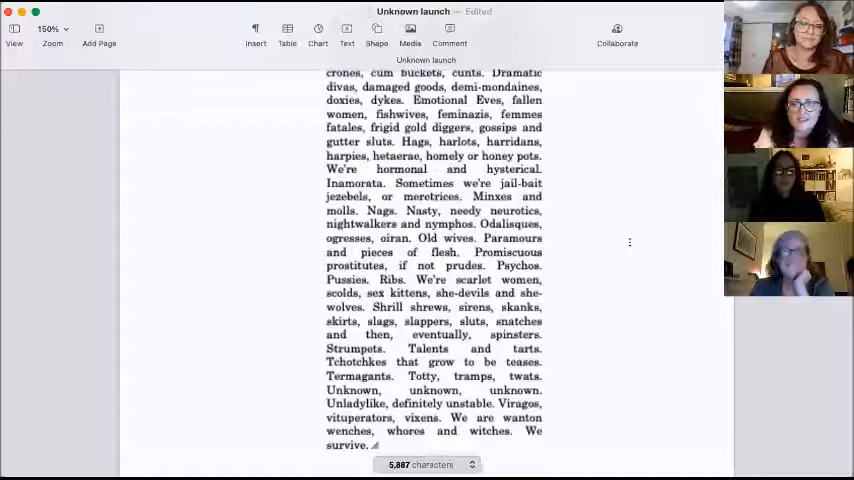 Unknown launch — Edited
150%
View
Zoom
Add Page
Insert
Table
Chart
Text
Shape
Media
Comment
Collaborate
Unknown launch
crones, cum buckets, cunts. Dramatic
divas, damaged goods, demi-mondaines,
doxies, dykes. Emotional Eves, fallen
women, fishwives, feminazis, femmes
fatales, frigid gold diggers, gossips and
gutter sluts. Hags, harlots, harridans,
harpies, hetaerae, homely or honey pots.
We're hormonal and hysterical.
Inamorata. Sometimes we're jail-bait
jezebels, or meretrices. Minxes and
molls. Nags. Nasty, needy neurotics,
nightwalkers and nymphos. Odalisques,
ogresses, oiran. Old wives. Paramours
and pieces of flesh. Promiscuous
prostitutes, if not prudes. Psychos.
Pussies. Ribs. We're scarlet women,
scolds, sex kittens, she-devils and she-
wolves. Shrill shrews, sirens, skanks,
skirts, slags, slappers, sluts, snatches
and then, eventually, spinsters.
Strumpets. Talents and tarts.
Tchotchkes that grow to be teases.
Termagants. Totty, tramps, twats.
Unknown, unknown, unknown.
Unladylike, definitely unstable. Viragos,
vituperators, vixens. We are wanton
wenches, whores and witches. We
survive.
5,887 characters